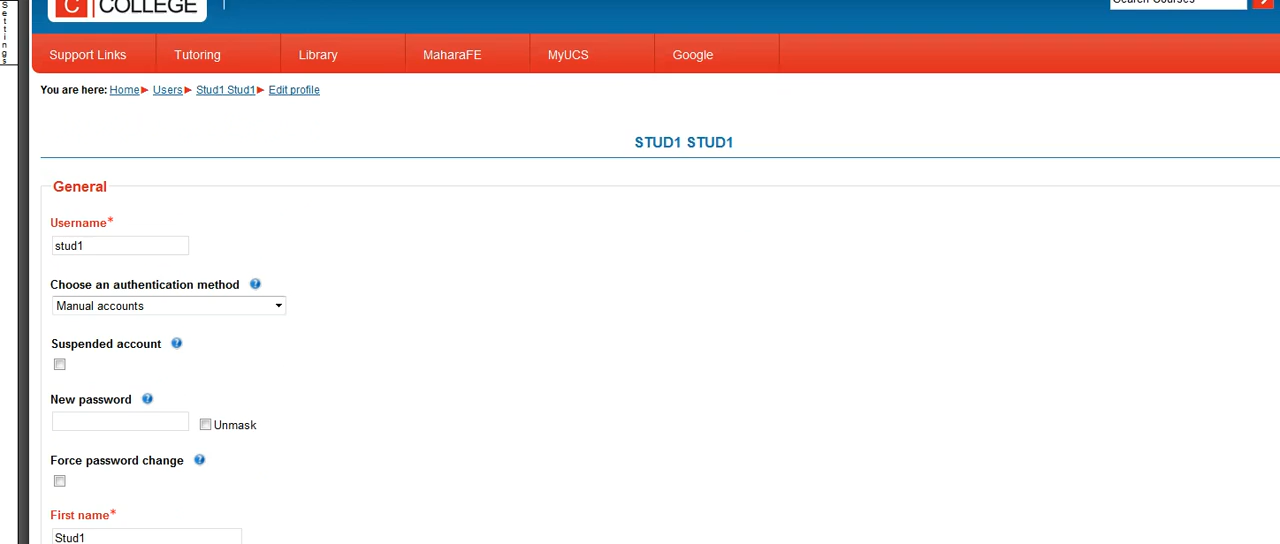 Settings
C COLLEGE
Search Courses
Support Links Tutoring Library MaharaFE MyUCS Google
You are here: Home Users Stud1 Stud1 Edit profile
STUD1 STUD1
General
Username*
stud1
Choose an authentication method ?
Manual accounts
Suspended account ?
New password ?
Unmask
Force password change ?
First name*
Stud1